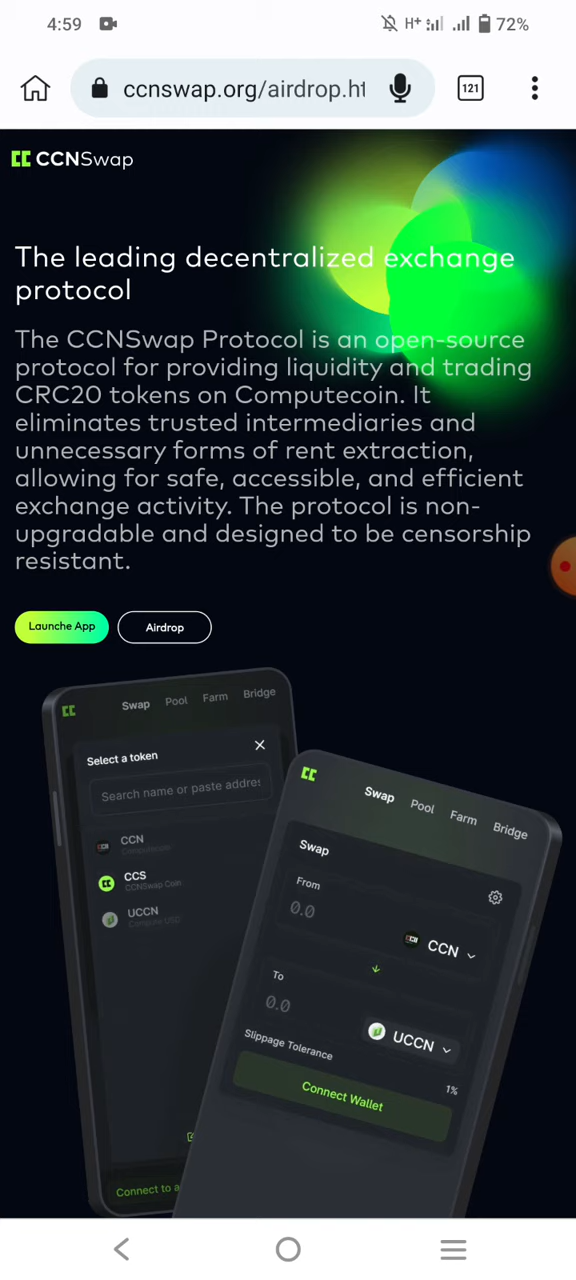 4:59 H+ 72%
ccnswap.org/airdrop.ht 121
CCNSwap
The leading decentralized exchange
protocol
The CCNSwap Protocol is an open-source
protocol for providing liquidity and trading
CRC20 tokens on Computecoin. It
eliminates trusted intermediaries and
unnecessary forms of rent extraction,
allowing for safe, accessible, and efficient
exchange activity. The protocol is non-
upgradable and designed to be censorship
resistant.
Launche App Airdrop
Swap Pool Farm Bridge
Select a token
Search name or paste addres
CCN
Computecoin
CCS
CCNSwap Coin
UCCN
Compute USD
Connect to a
Swap Pool Farm Bridge
Swap
From
0.0
CCN
To
0.0
UCCN
Slippage Tolerance 1%
Connect Wallet